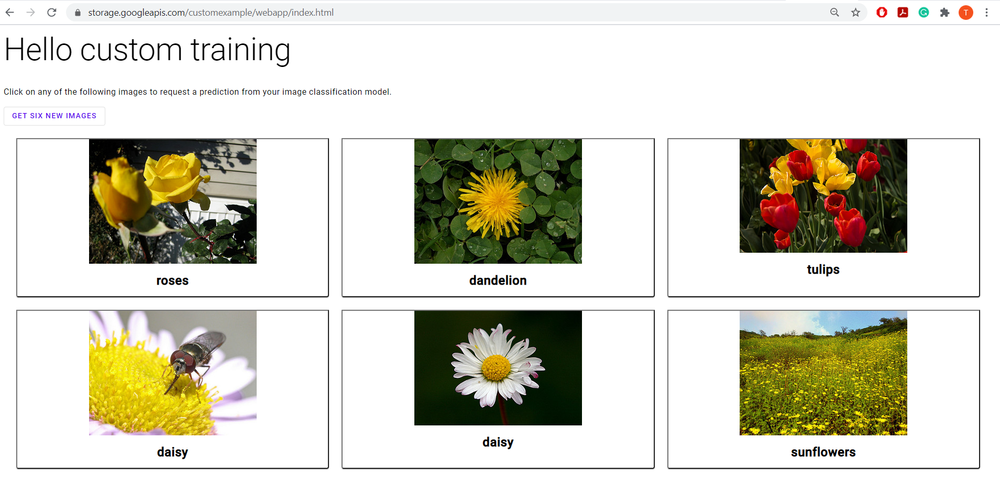 storage.googleapis.com/customexample/webapp/index.html
T
Hello custom training
Click on any of the following images to request a prediction from your image classification model.
GET SIX NEW IMAGES
roses
dandelion
tulips
daisy
daisy
sunflowers